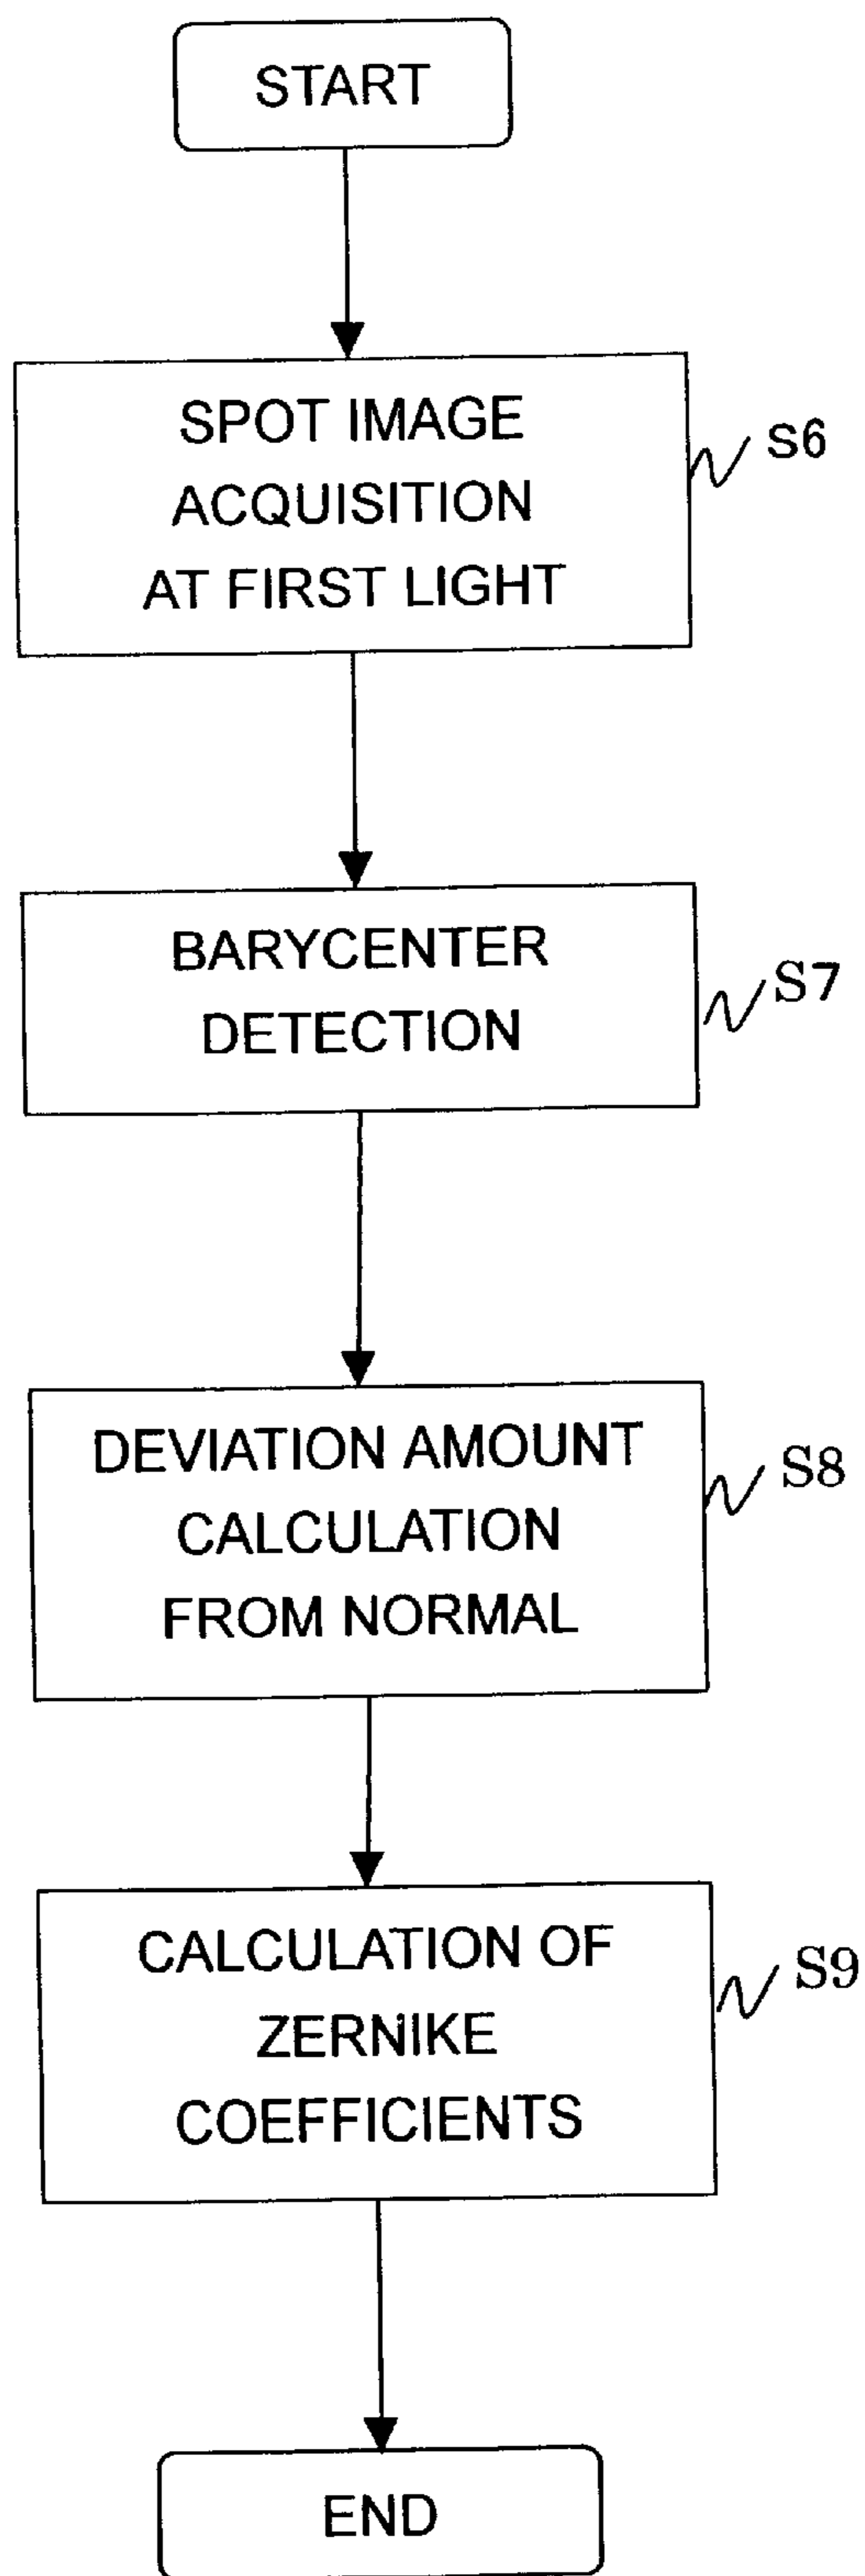 START
SPOT IMAGE
ACQUISITION
AT FIRST LIGHT
S6
BARYCENTER
DETECTION
S7
DEVIATION AMOUNT
CALCULATION
FROM NORMAL
S8
CALCULATION OF
ZERNIKE
COEFFICIENTS
S9
END